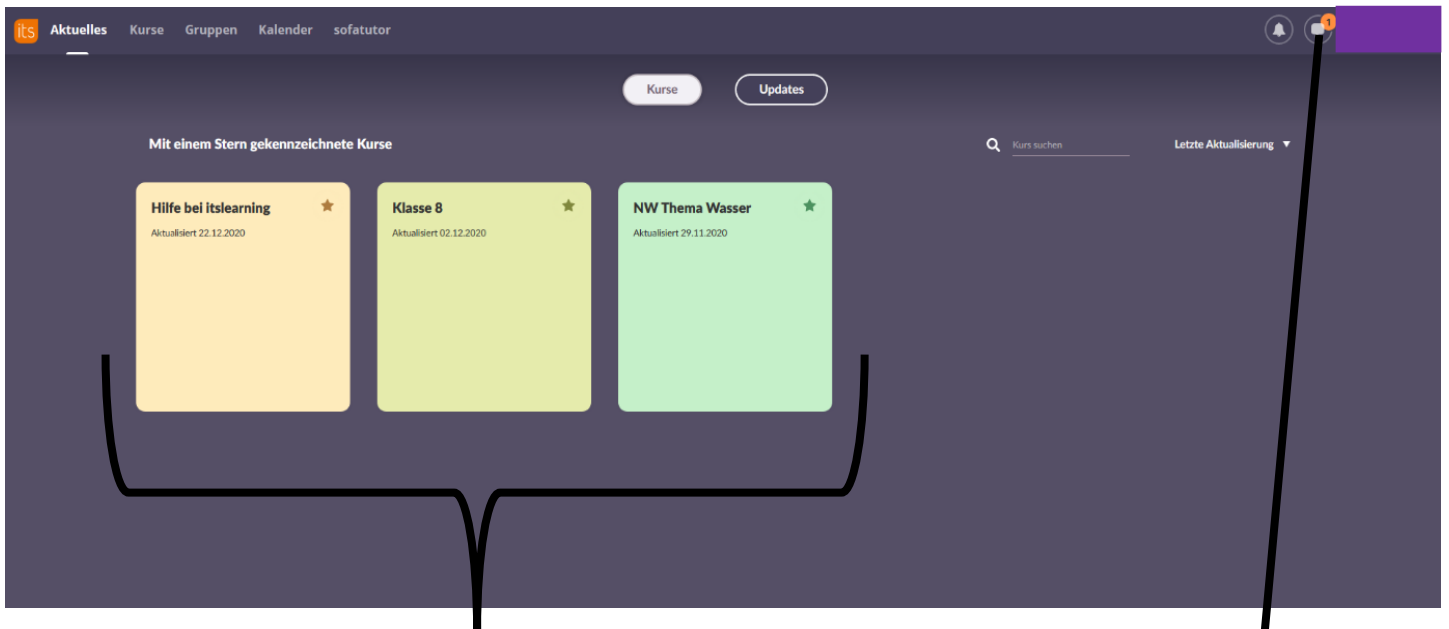 its Aktuelles Kurse Gruppen Kalender sofatutor 1
Kurse Updates
Mit einem Stern gekennzeichnete Kurse Kurs suchen Letzte Aktualisierung
Hilfe bei itslearning
Aktualisiert 22.12.2020
Klasse 8
Aktualisiert 02.12.2020
NW Thema Wasser
Aktualisiert 29.11.2020